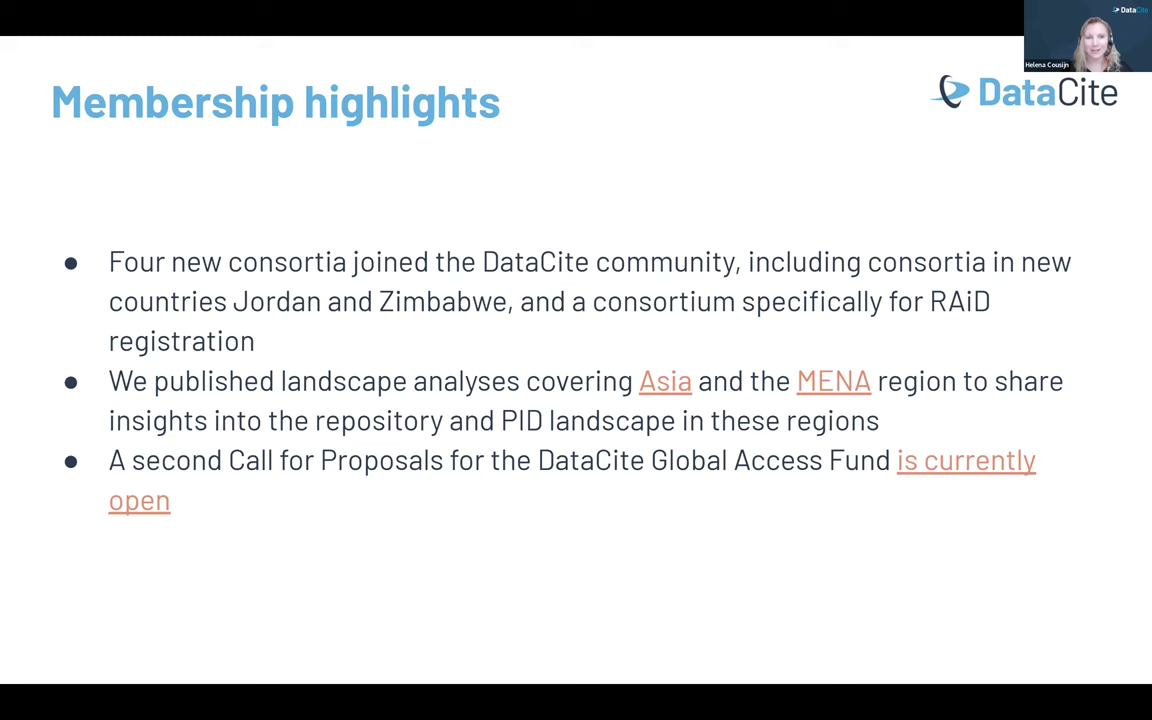 DataCite
Helena Cousijn
Membership highlights
DataCite
● Four new consortia joined the DataCite community, including consortia in new
countries Jordan and Zimbabwe, and a consortium specifically for RAiD
registration
● We published landscape analyses covering Asia and the MENA region to share
insights into the repository and PID landscape in these regions
● A second Call for Proposals for the DataCite Global Access Fund is currently
open